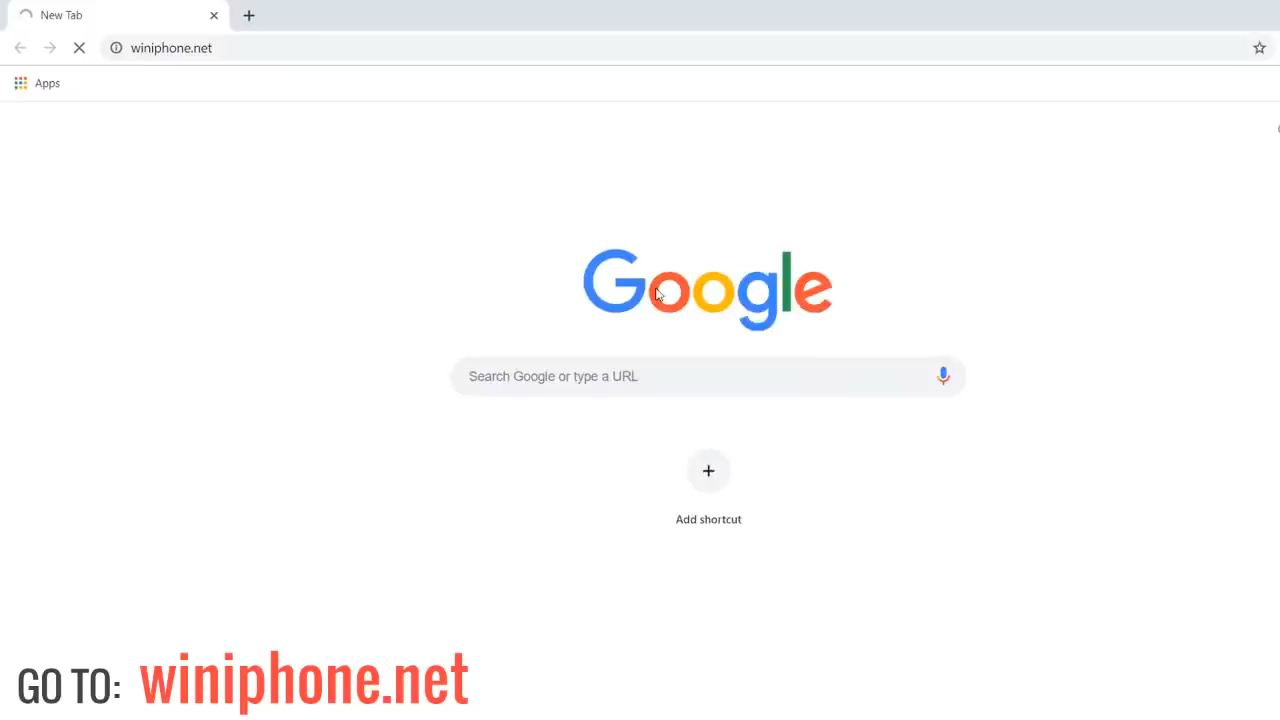 New Tab
winiphone.net
Apps
Google
Search Google or type a URL
Add shortcut
GO TO: winiphone.net